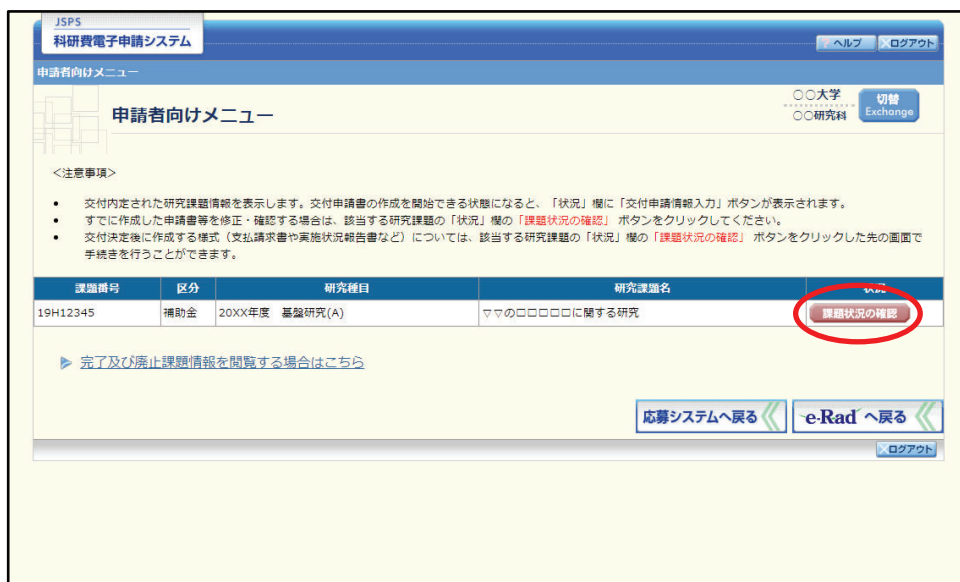 JSPS
科研費電子申請システム
ヘルプ
ログアウト
申請者向けメニュー
申請者向けメニュー
○○大学
○○研究科
切替
Exchange
<注意事項>
• 交付内定された研究課題情報を表示します。交付申請書の作成を開始できる状態になると、「状況」欄に「交付申請情報入力」ボタンが表示されます。
• すでに作成した申請書等を修正・確認する場合は、該当する研究課題の「状況」欄の「課題状況の確認」 ボタンをクリックしてください。
• 交付決定後に作成する様式（支払請求書や実施状況報告書など）については、該当する研究課題の「状況」欄の「課題状況の確認」 ボタンをクリックした先の画面で
手続きを行うことができます。
課題番号 区分 研究種目 研究課題名 状況
19H12345 補助金 20XX年度 基盤研究(A) ▽▽の□□□□□に関する研究 課題状況の確認
完了及び廃止課題情報を閲覧する場合はこちら
応募システムへ戻る
e-Rad へ戻る
ログアウト